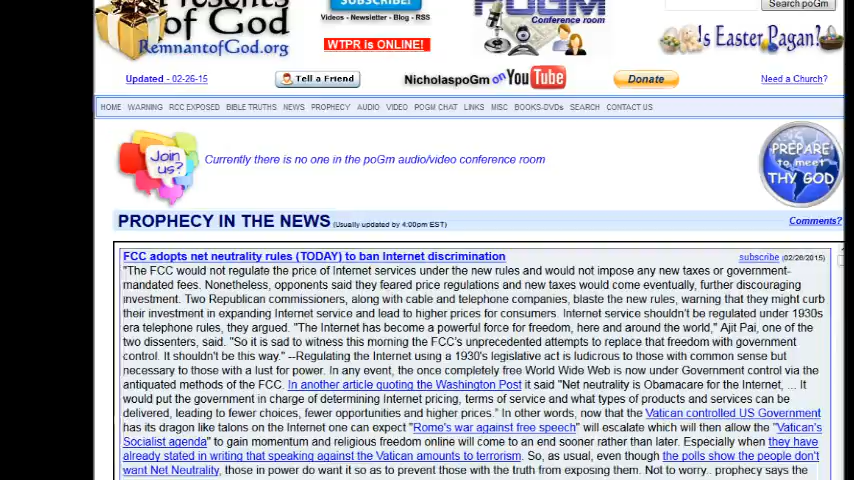 Presents
of God
RemnantofGod.org
SUBSCRIBE
Videos - Newsletter - Blog - RSS
WTPR is ONLINE!
POGM
Conference room
Search poGm
Is Easter Pagan?
Updated - 02-26-15
Tell a Friend
NicholaspoGm on YouTube
Donate
Need a Church?
HOME WARNING RCC EXPOSED BIBLE TRUTHS NEWS PROPHECY AUDIO VIDEO POGM CHAT LINKS MISC BOOKS-DVDs SEARCH CONTACT US
Join us?
Currently there is no one in the poGm audio/video conference room
PREPARE
to meet
THY GOD
PROPHECY IN THE NEWS (Usually updated by 4:00pm EST)
Comments?
FCC adopts net neutrality rules (TODAY) to ban Internet discrimination subscribe (02/26/2015)
"The FCC would not regulate the price of Internet services under the new rules and would not impose any new taxes or government-
mandated fees. Nonetheless, opponents said they feared price regulations and new taxes would come eventually, further discouraging
investment. Two Republican commissioners, along with cable and telephone companies, blaste the new rules, warning that they might curb
their investment in expanding Internet service and lead to higher prices for consumers. Internet service shouldn't be regulated under 1930s
era telephone rules, they argued. "The Internet has become a powerful force for freedom, here and around the world," Ajit Pai, one of the
two dissenters, said. "So it is sad to witness this morning the FCC's unprecedented attempts to replace that freedom with government
control. It shouldn't be this way." --Regulating the Internet using a 1930's legislative act is ludicrous to those with common sense but
necessary to those with a lust for power. In any event, the once completely free World Wide Web is now under Government control via the
antiquated methods of the FCC. In another article quoting the Washington Post it said "Net neutrality is Obamacare for the Internet, ... It
would put the government in charge of determining Internet pricing, terms of service and what types of products and services can be
delivered, leading to fewer choices, fewer opportunities and higher prices." In other words, now that the Vatican controlled US Government
has its dragon like talons on the Internet one can expect "Rome's war against free speech" will escalate which will then allow the "Vatican's
Socialist agenda" to gain momentum and religious freedom online will come to an end sooner rather than later. Especially when they have
already stated in writing that speaking against the Vatican amounts to terrorism. So, as usual, even though the polls show the people don't
want Net Neutrality, those in power do want it so as to prevent those with the truth from exposing them. Not to worry.. prophecy says the